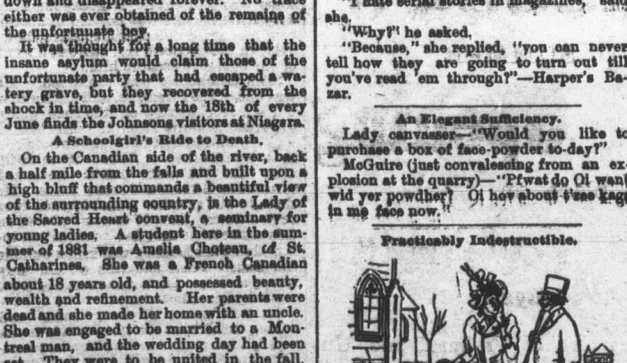 down and disappeared forever. No trace
either was ever obtained of the remains of
the unfortunate boy.
It was thought for a long time that the
insane asylum would claim those of the
unfortunate party that had escaped a wa-
tery grave, but they recovered from the
shock in time, and now the 18th of every
June finds the Johnsons visitors at Niagara.
A Schoolgirl's Ride to Death.
On the Canadian side of the river, back
a half mile from the falls and built upon a
high bluff that commands a beautiful view
of the surrounding country, is the Lady of
the Sacred Heart convent, a seminary for
young ladies. A student here in the sum-
mer of 1881 was Amelia Choteau, of St.
Catharines. She was a French Canadian
about 18 years old, and possessed beauty,
wealth and refinement. Her parents were
dead and she made her home with an uncle.
She was engaged to be married to a Mon-
treal man, and the wedding day had been
set. They were to be united in the fall.
"I hate serial stories in magazines," said
she.
"Why?" he asked.
"Because," she replied, "you can never
tell how they are going to turn out till
you've read 'em through?"—Harper's Ba-
zar.
An Elegant Sufficiency.
Lady canvasser—"Would you like to
purchase a box of face-powder to-day?"
McGuire (just convalescing from an ex-
plosion at the quarry)—"Pfwat do Oi want
wid yer powdher? Oi hov about t'ree kags
in me face now."
Practicably Indestructible.